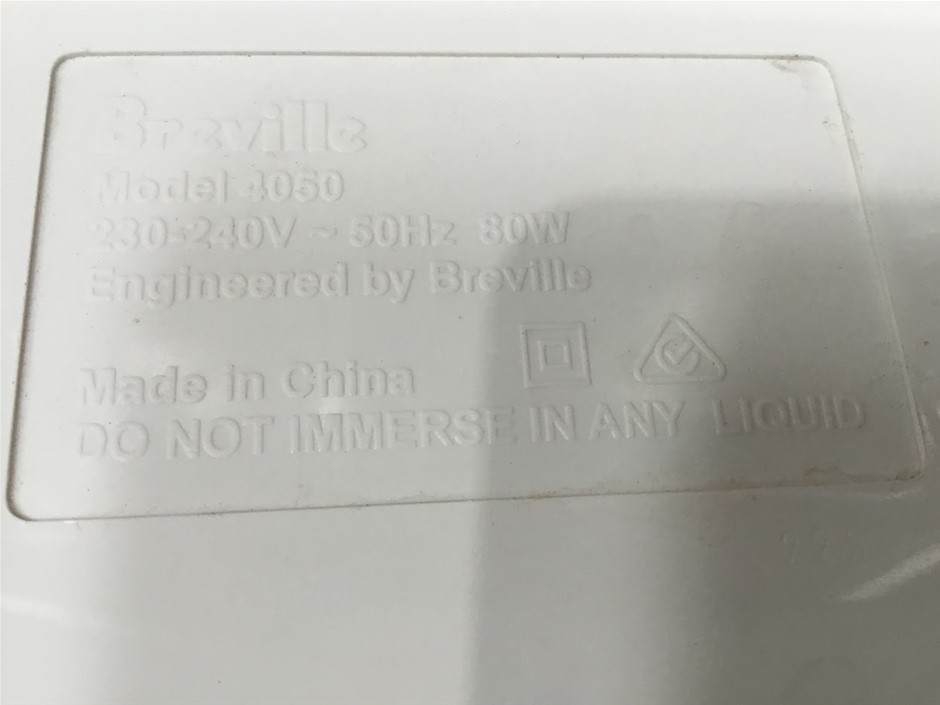 Breville
Model 4050
230-240V ~ 50Hz 80W
Engineered by Breville
Made in China
DO NOT IMMERSE IN ANY LIQUID